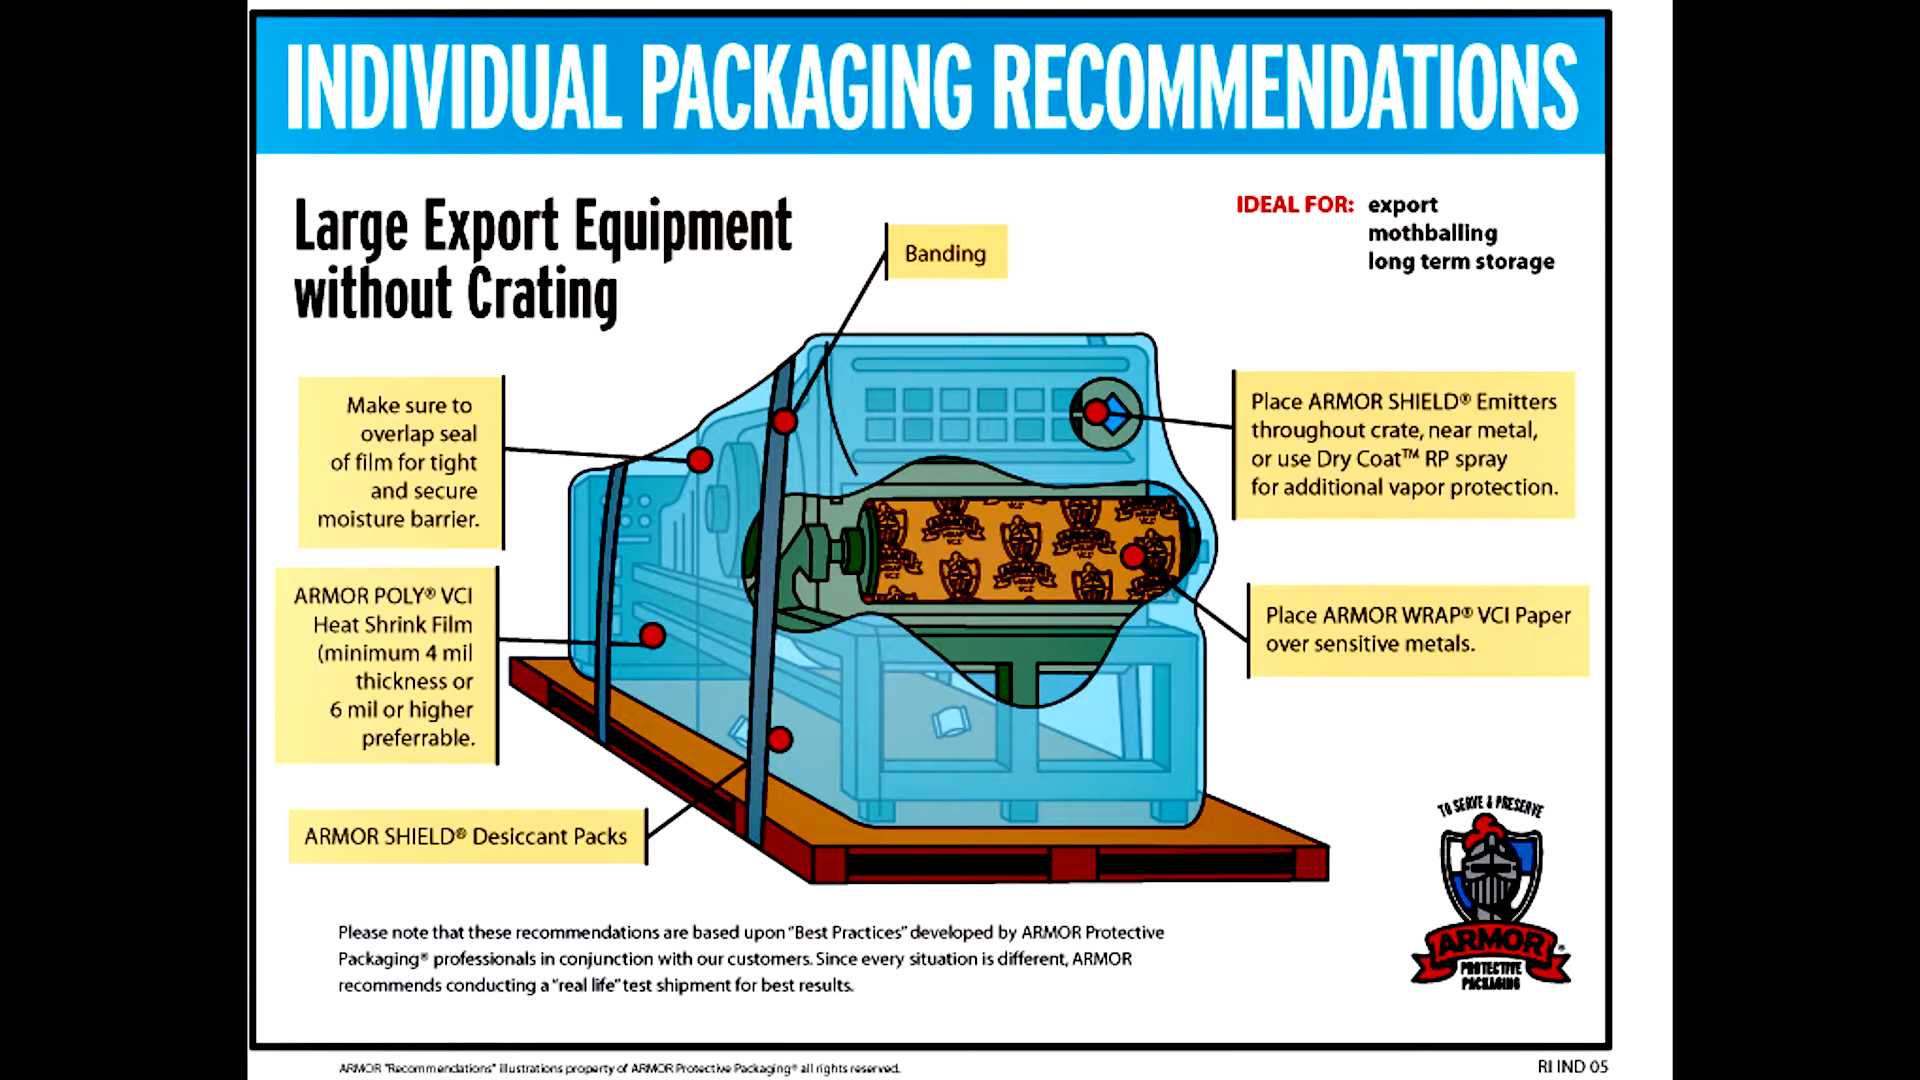 INDIVIDUAL PACKAGING RECOMMENDATIONS
Large Export Equipment
without Crating
IDEAL FOR: export
mothballing
long term storage
Banding
Make sure to
overlap seal
of film for tight
and secure
moisture barrier.
Place ARMOR SHIELD® Emitters
throughout crate, near metal,
or use Dry Coat™ RP spray
for additional vapor protection.
ARMOR POLY® VCI
Heat Shrink Film
(minimum 4 mil
thickness or
6 mil or higher
preferrable.
Place ARMOR WRAP® VCI Paper
over sensitive metals.
ARMOR SHIELD® Desiccant Packs
TO SERVE & PRESERVE
ARMOR®
PROTECTIVE
PACKAGING
Please note that these recommendations are based upon "Best Practices" developed by ARMOR Protective
Packaging® professionals in conjunction with our customers. Since every situation is different, ARMOR
recommends conducting a "real life" test shipment for best results.
ARMOR "Recommendations" illustrations property of ARMOR Protective Packaging® all rights reserved.
RI IND 05